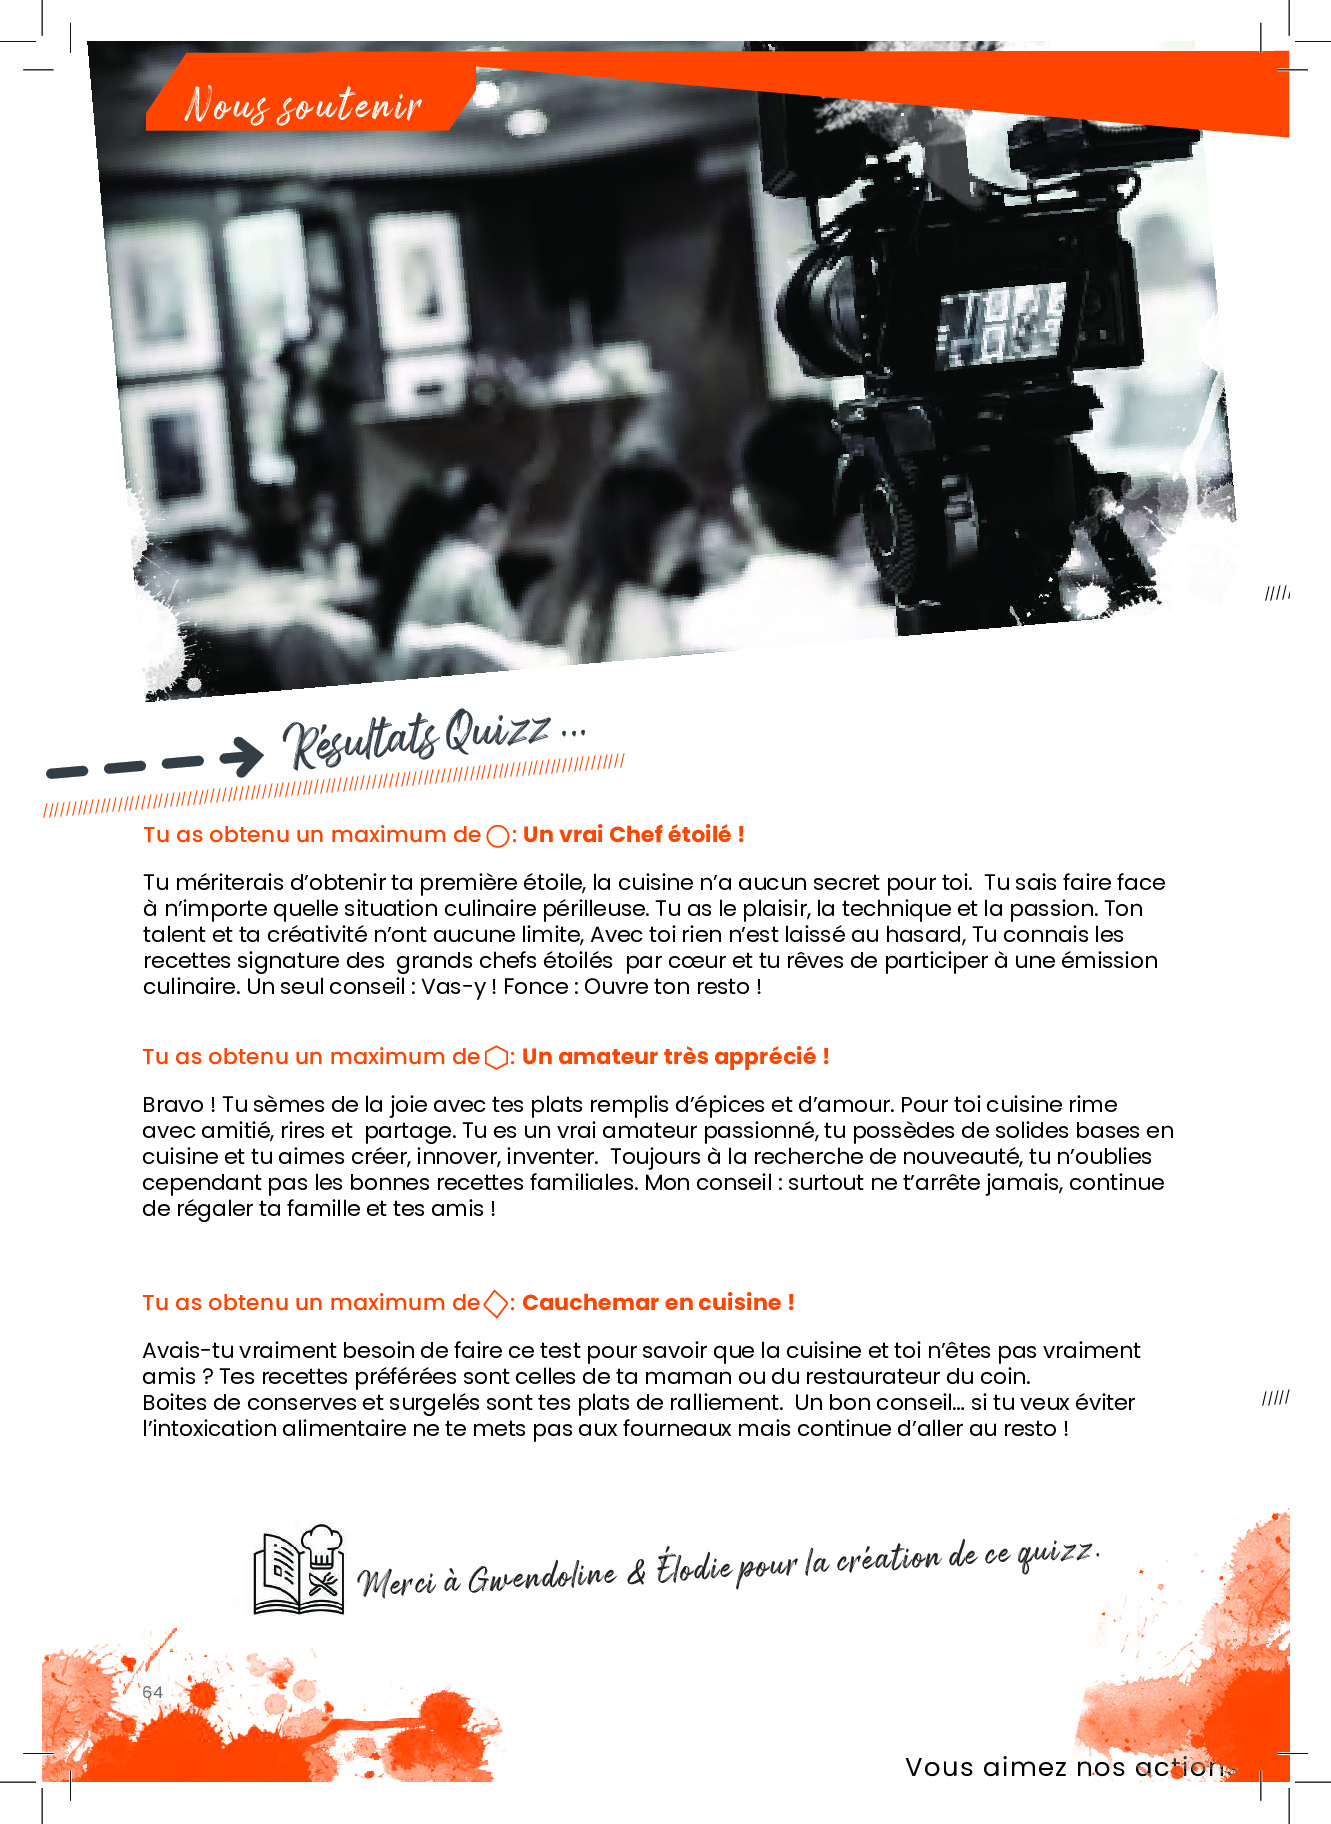 Nous soutenir
Résultats Quizz ...
Tu as obtenu un maximum de : Un vrai Chef étoilé !
Tu mériterais d’obtenir ta première étoile, la cuisine n’a aucun secret pour toi.  Tu sais faire face
à n’importe quelle situation culinaire périlleuse. Tu as le plaisir, la technique et la passion. Ton
talent et ta créativité n’ont aucune limite, Avec toi rien n’est laissé au hasard, Tu connais les
recettes signature des  grands chefs étoilés  par cœur et tu rêves de participer à une émission
culinaire. Un seul conseil : Vas-y ! Fonce : Ouvre ton resto !
Tu as obtenu un maximum de : Un amateur très apprécié !
Bravo ! Tu sèmes de la joie avec tes plats remplis d’épices et d’amour. Pour toi cuisine rime
avec amitié, rires et  partage. Tu es un vrai amateur passionné, tu possèdes de solides bases en
cuisine et tu aimes créer, innover, inventer.  Toujours à la recherche de nouveauté, tu n’oublies
cependant pas les bonnes recettes familiales. Mon conseil : surtout ne t’arrête jamais, continue
de régaler ta famille et tes amis !
Tu as obtenu un maximum de : Cauchemar en cuisine !
Avais-tu vraiment besoin de faire ce test pour savoir que la cuisine et toi n’êtes pas vraiment
amis ? Tes recettes préférées sont celles de ta maman ou du restaurateur du coin.
Boites de conserves et surgelés sont tes plats de ralliement.  Un bon conseil... si tu veux éviter
l’intoxication alimentaire ne te mets pas aux fourneaux mais continue d’aller au resto !
Merci à Gwendoline & Élodie pour la création de ce quizz.
64
Vous aimez nos actions